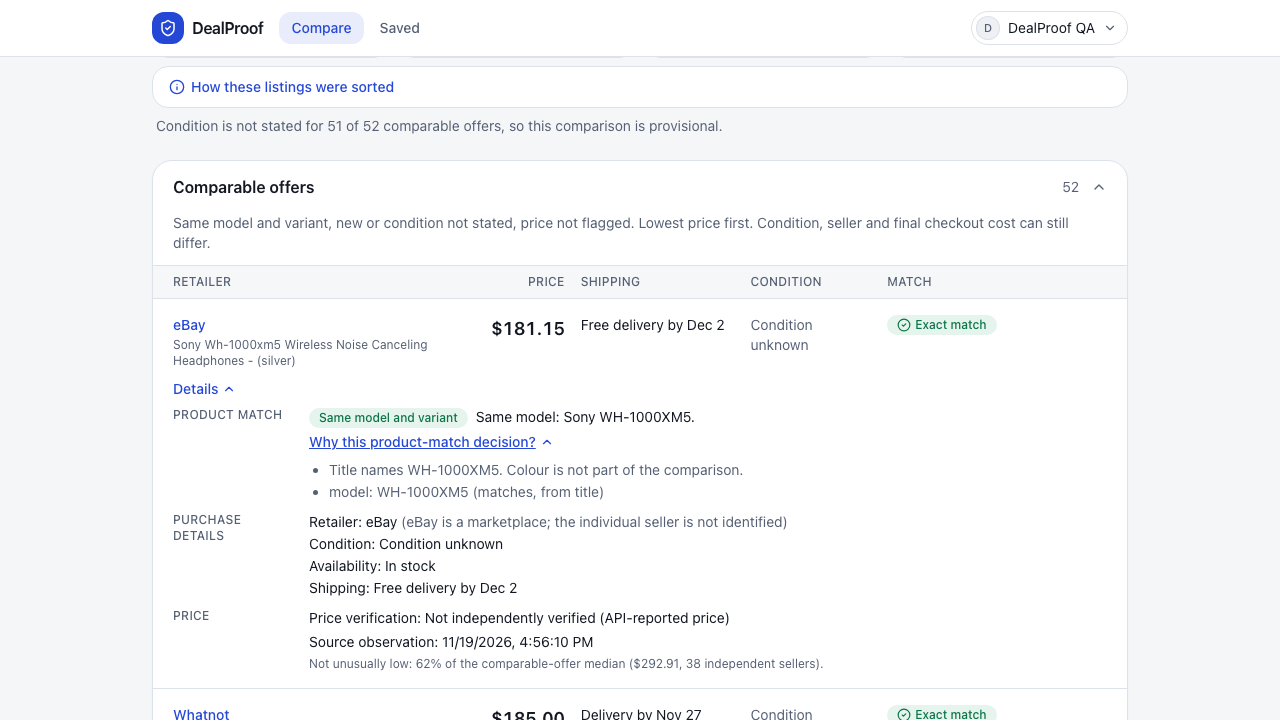 DealProof
Compare
Saved
D
DealProof QA
How these listings were sorted
Condition is not stated for 51 of 52 comparable offers, so this comparison is provisional.
Comparable offers
52
Same model and variant, new or condition not stated, price not flagged. Lowest price first. Condition, seller and final checkout cost can still
differ.
RETAILER PRICE SHIPPING CONDITION MATCH
eBay $181.15 Free delivery by Dec 2 Condition Exact match
unknown
Sony Wh-1000xm5 Wireless Noise Canceling
Headphones - (silver)
Details
PRODUCT MATCH Same model and variant Same model: Sony WH-1000XM5.
Why this product-match decision?
• Title names WH-1000XM5. Colour is not part of the comparison.
• model: WH-1000XM5 (matches, from title)
PURCHASE
DETAILS
Retailer: eBay (eBay is a marketplace; the individual seller is not identified)
Condition: Condition unknown
Availability: In stock
Shipping: Free delivery by Dec 2
PRICE Price verification: Not independently verified (API-reported price)
Source observation: 11/19/2026, 4:56:10 PM
Not unusually low: 62% of the comparable-offer median ($292.91, 38 independent sellers).
Whatnot $185.00 Delivery by Nov 27 Condition Exact match